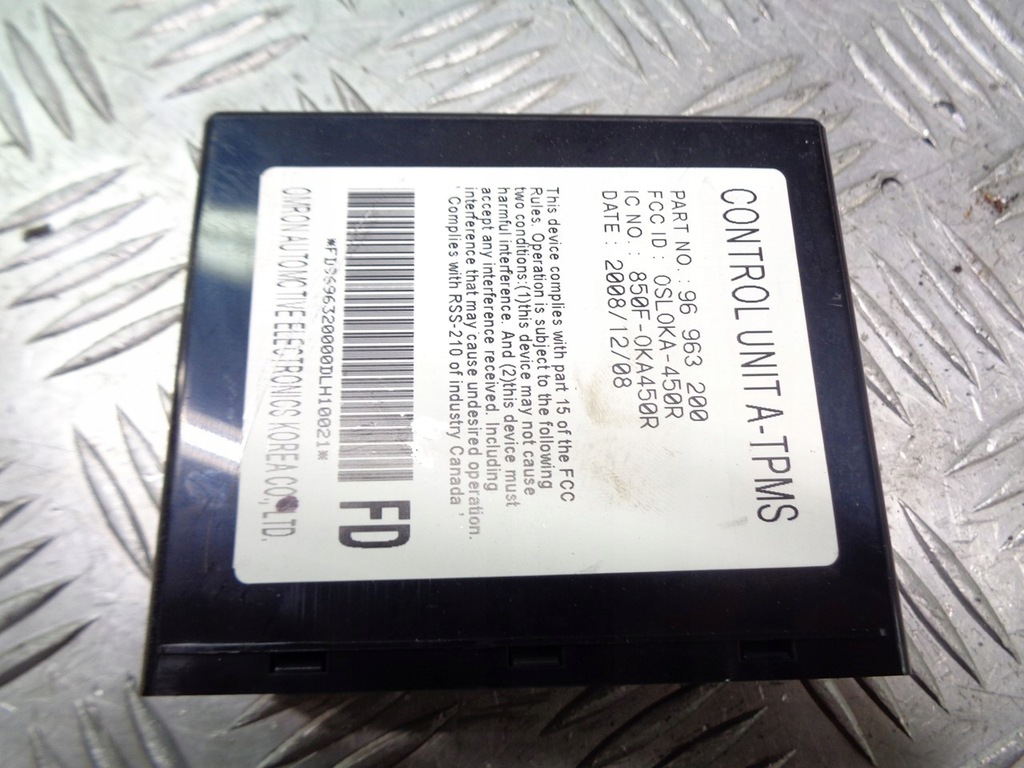 CONTROL UNIT A-TPMS
PART NO.: 96 963 200
FCC ID : OSLOKA-450R
IC NO. : 850F-OKA450R
DATE : 2008/12/08
This device complies with part 15 of the FCC
Rules. Operation is subject to the following
two conditions:(1)this device may not cause
harmful interference. And (2)this device must
accept any interference received. Including
interference that may cause undesired operation.
' Complies with RSS-210 of industry Canada '
FD
*FD969632000DLH10021*
OMRON AUTOMOTIVE ELECTRONICS KOREA CO., LTD.